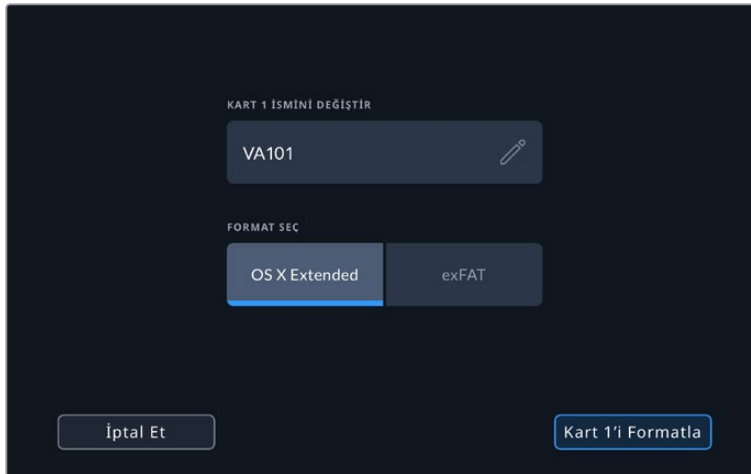 KART 1 İSMİNİ DEĞİŞTİR
VA101
FORMAT SEÇ
OS X Extended
exFAT
İptal Et
Kart 1'i Formatla